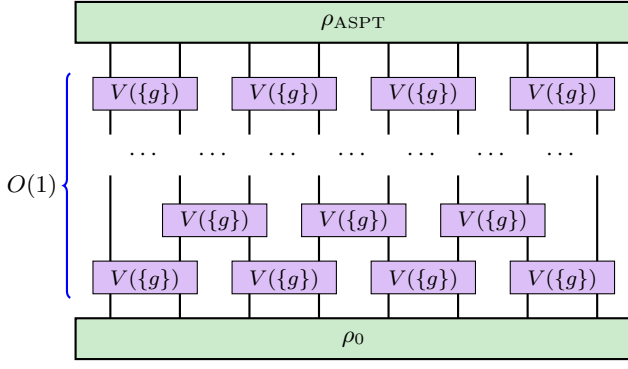 ρ_ASPT
V({g}) V({g}) V({g}) V({g})
··· ··· ··· ··· ··· ··· ···
O(1)
V({g}) V({g}) V({g})
V({g}) V({g}) V({g}) V({g})
ρ_0